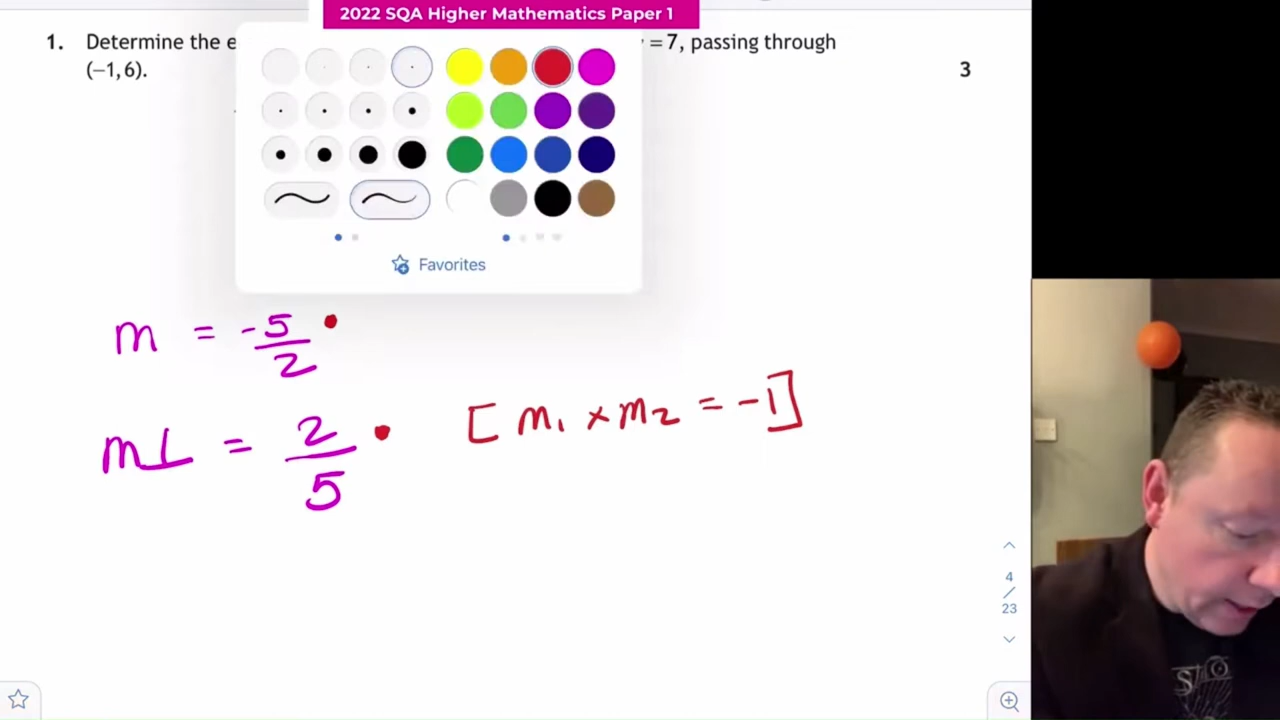 2022 SQA Higher Mathematics Paper 1
1. Determine the e = 7, passing through
(−1, 6). 3
Favorites
m = -5/2
m⊥ = 2/5 [m₁ × m₂ = -1]
4
/
23